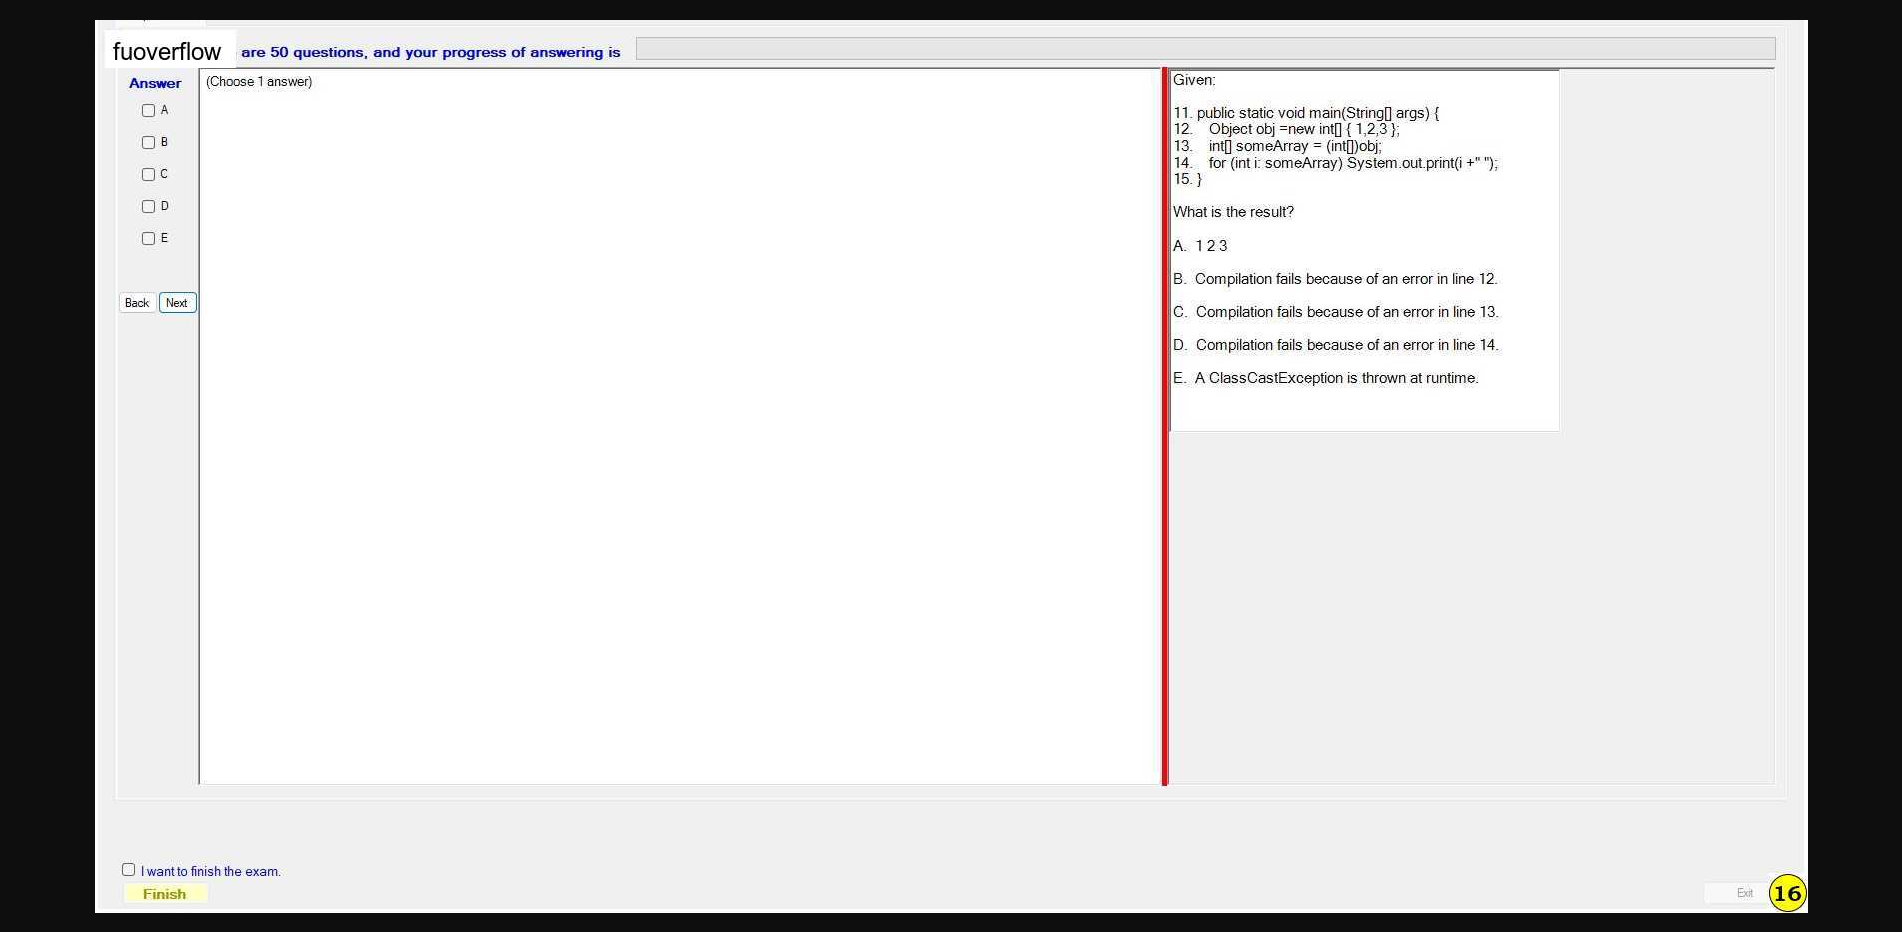 fuoverflow are 50 questions, and your progress of answering is
Answer
(Choose 1 answer)
A
B
C
D
E
Back Next
Given:
11. public static void main(String[] args) {
12. Object obj =new int[] { 1,2,3 };
13. int[] someArray = (int[])obj;
14. for (int i: someArray) System.out.print(i +" ");
15. }
What is the result?
A. 1 2 3
B. Compilation fails because of an error in line 12.
C. Compilation fails because of an error in line 13.
D. Compilation fails because of an error in line 14.
E. A ClassCastException is thrown at runtime.
I want to finish the exam.
Finish
Exit
16